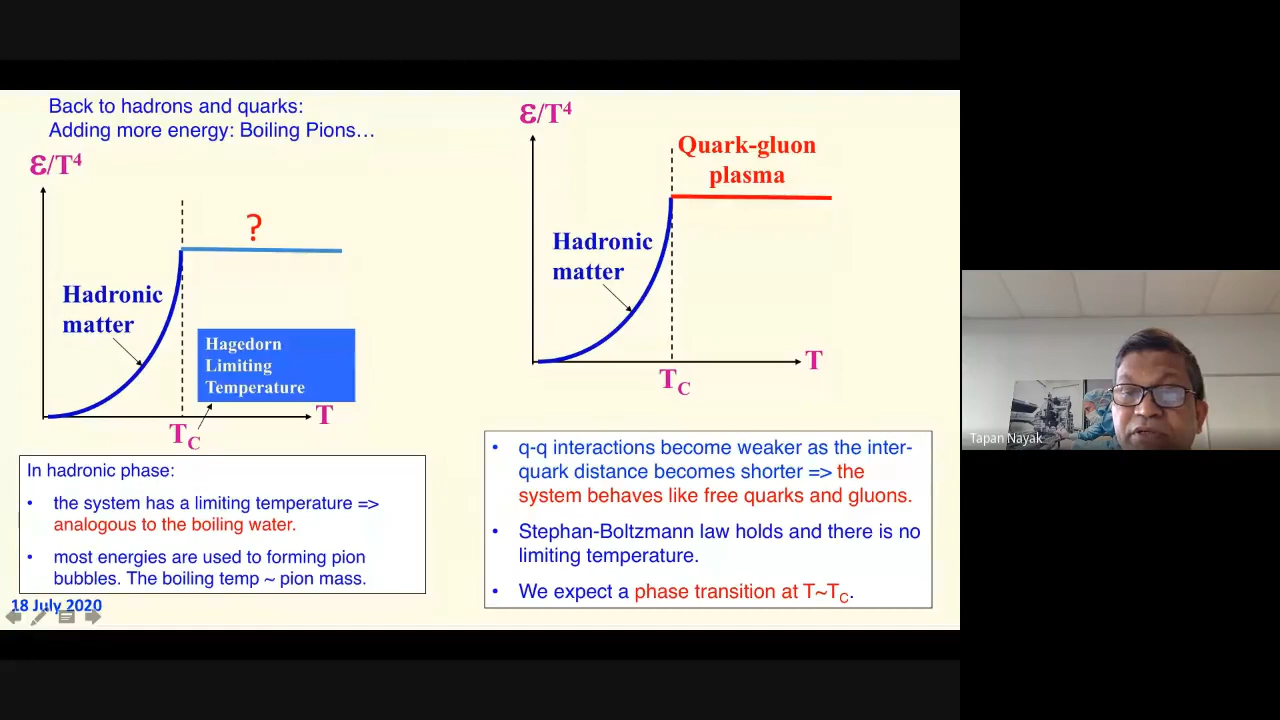 Back to hadrons and quarks:
Adding more energy: Boiling Pions…
Ɛ/T⁴
?
Hadronic
matter
Hagedorn
Limiting
Temperature
T
T_C
In hadronic phase:
• the system has a limiting temperature =>
analogous to the boiling water.
• most energies are used to forming pion
bubbles. The boiling temp ~ pion mass.
18 July 2020
Ɛ/T⁴
Quark-gluon
plasma
Hadronic
matter
T
T_C
• q-q interactions become weaker as the inter-
quark distance becomes shorter => the
system behaves like free quarks and gluons.
• Stephan-Boltzmann law holds and there is no
limiting temperature.
• We expect a phase transition at T~T_C.
Tapan Nayak